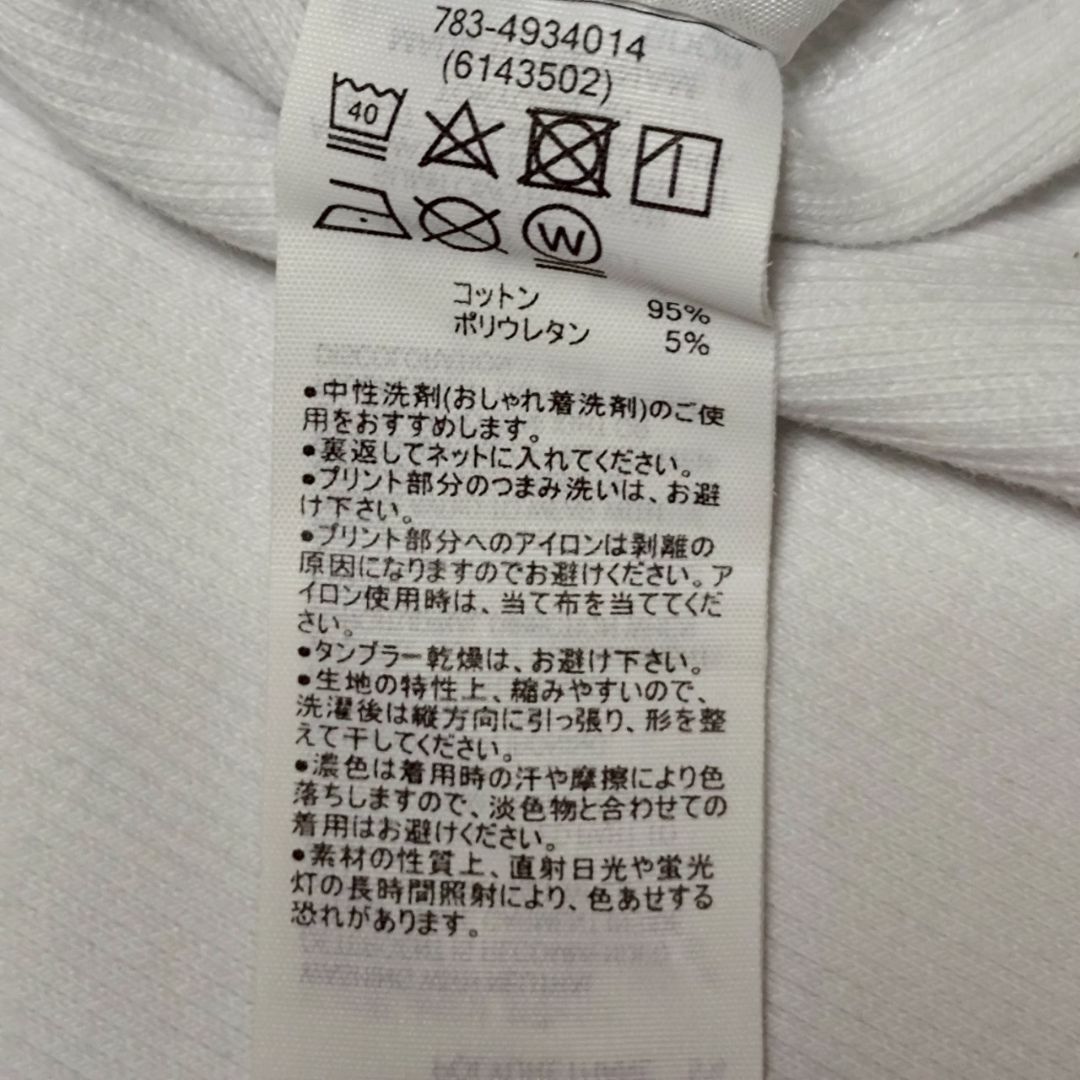 783-4934014
(6143502)
40
W
コットン 95%
ポリウレタン 5%
●中性洗剤(おしゃれ着洗剤)のご使
用をおすすめします。
●裏返してネットに入れてください。
●プリント部分のつまみ洗いは、お避
け下さい。
●プリント部分へのアイロンは剥離の
原因になりますのでお避けください。ア
イロン使用時は、当て布を当ててくだ
さい。
●タンブラー乾燥は、お避け下さい。
●生地の特性上、縮みやすいので、
洗濯後は縦方向に引っ張り、形を整
えて干してください。
●濃色は着用時の汗や摩擦により色
落ちしますので、淡色物と合わせての
着用はお避けください。
●素材の性質上、直射日光や蛍光
灯の長時間照射により、色あせする
恐れがあります。